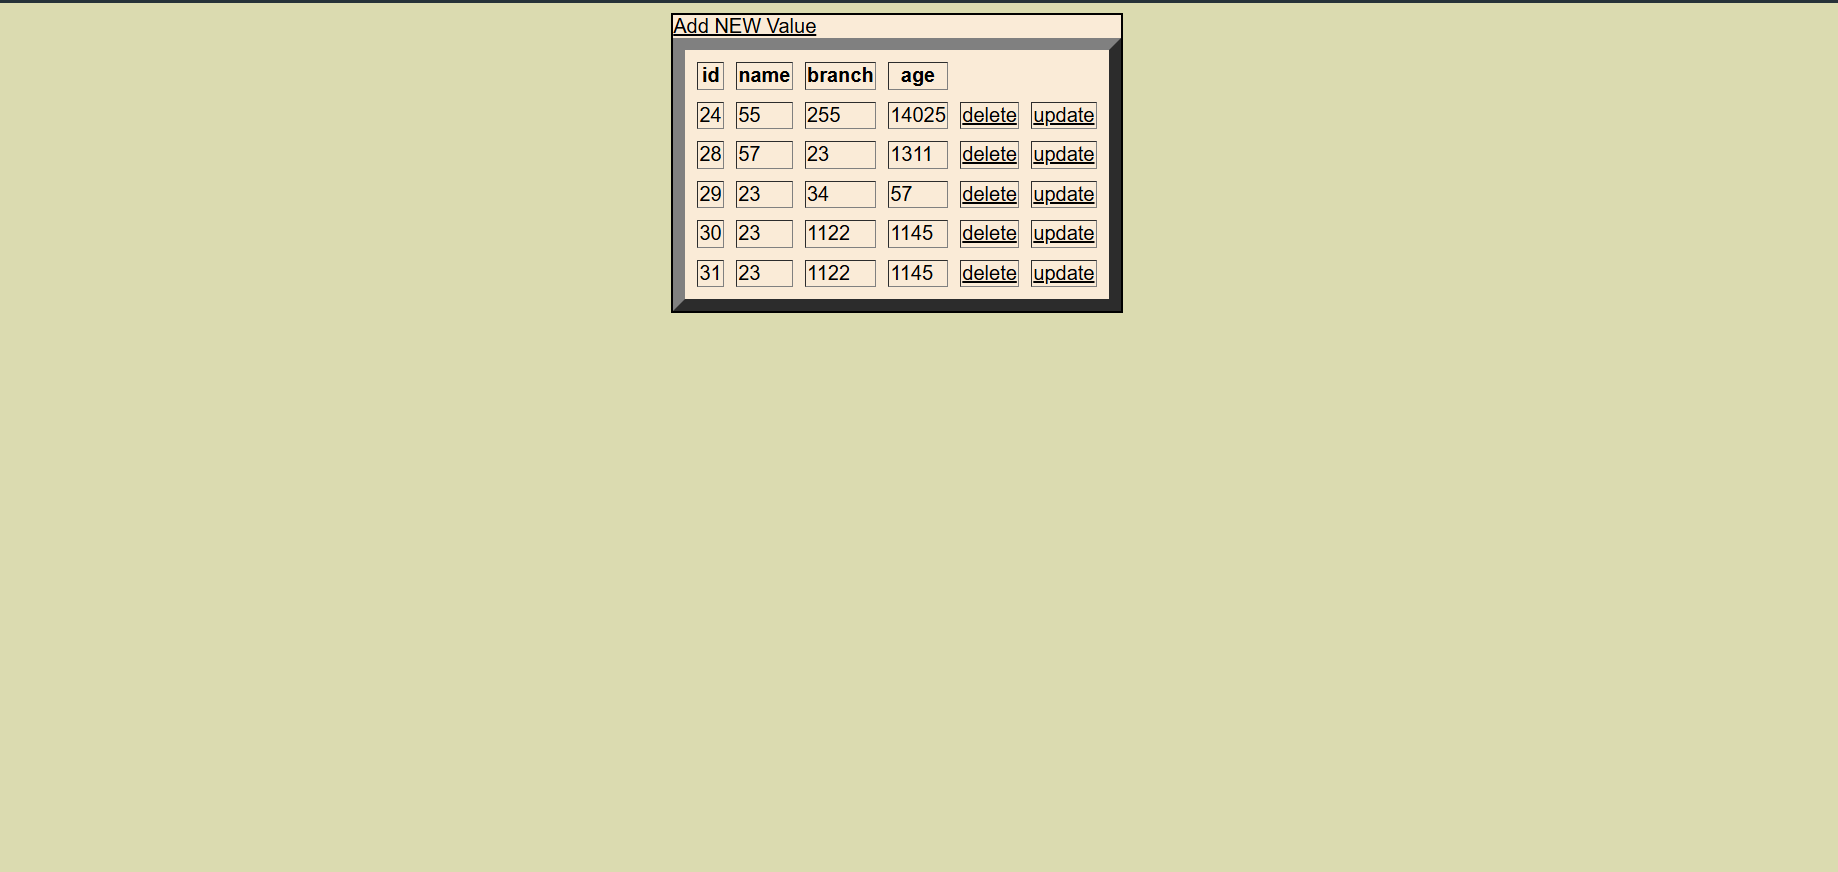 Add NEW Value
id name branch age
24 55 255 14025 delete update
28 57 23 1311 delete update
29 23 34 57 delete update
30 23 1122 1145 delete update
31 23 1122 1145 delete update